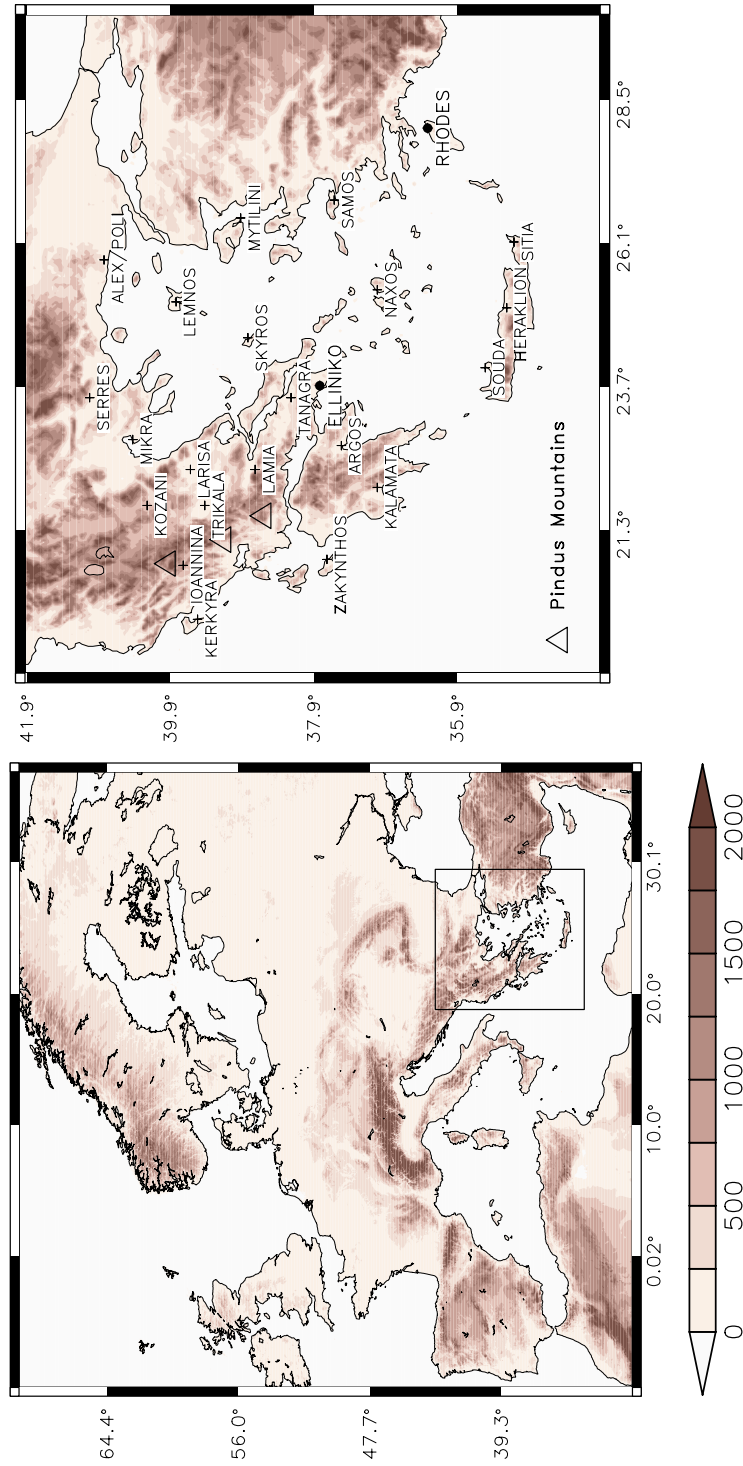 64.4°
56.0°
47.7°
39.3°
0.02°
10.0°
20.0°
30.1°
0
500
1000
2000
41.9°
39.9°
37.9°
35.9°
21.3°
23.7°
26.1°
28.5°
SERRES
ALEX/POLI
MIKRA
KOZANI
LEMNOS
IOANNINA
LARISA
KERKYRA
TRIKALA
MYTILINI
SKYROS
LAMIA
TANAGRA
ELLINIKO
ZAKYNTHOS
ARGOS
SAMOS
KALAMATA
NAXOS
RHODES
SOUDA
HERAKLION
SITIA
Pindus Mountains